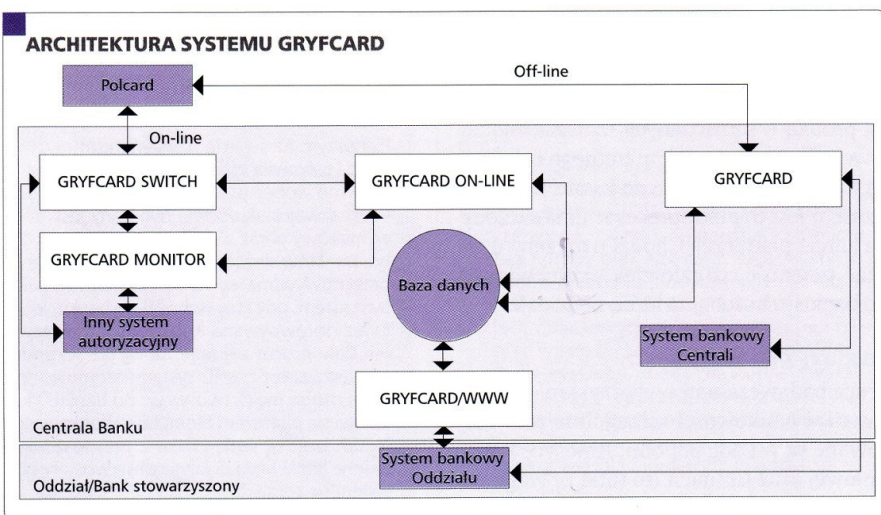 ARCHITEKTURA SYSTEMU GRYFCARD
Off-line
Polcard
On-line
GRYFCARD SWITCH
GRYFCARD ON-LINE
GRYFCARD
GRYFCARD MONITOR
Baza danych
Inny system
autoryzacyjny
System bankowy
Centrali
GRYFCARD/WWW
Centrala Banku
System bankowy
Oddziału
Oddział/Bank stowarzyszony